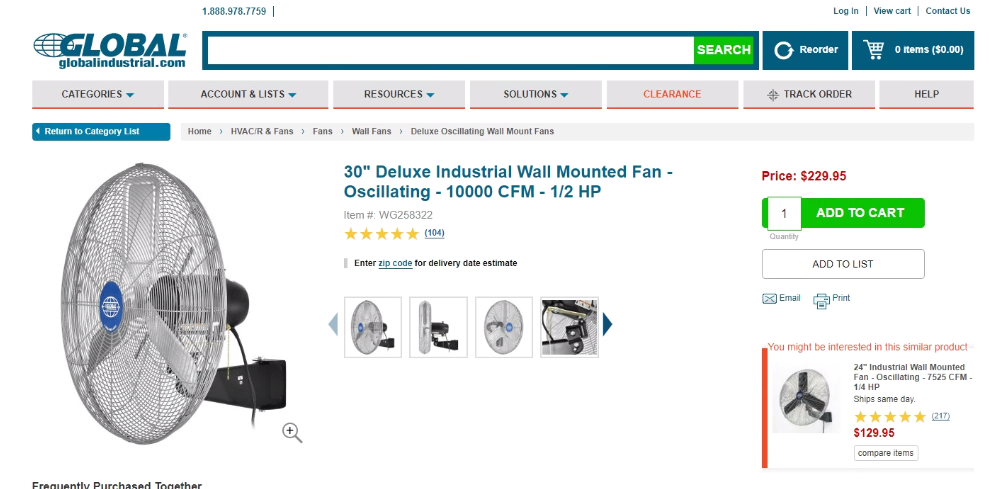 1.888.978.7759
Log In
View cart
Contact Us
GLOBAL®
globalindustrial.com
SEARCH
Reorder
0 items ($0.00)
CATEGORIES
ACCOUNT & LISTS
RESOURCES
SOLUTIONS
CLEARANCE
TRACK ORDER
HELP
Return to Category List
Home › HVAC/R & Fans › Fans › Wall Fans › Deluxe Oscillating Wall Mount Fans
30" Deluxe Industrial Wall Mounted Fan -
Oscillating - 10000 CFM - 1/2 HP
Item #: WG258322
(104)
Enter zip code for delivery date estimate
GLOBAL
Price: $229.95
1
ADD TO CART
Quantity
ADD TO LIST
Email
Print
You might be interested in this similar product
24" Industrial Wall Mounted
Fan - Oscillating - 7525 CFM -
1/4 HP
Ships same day.
(217)
$129.95
compare items
Frequently Purchased Together